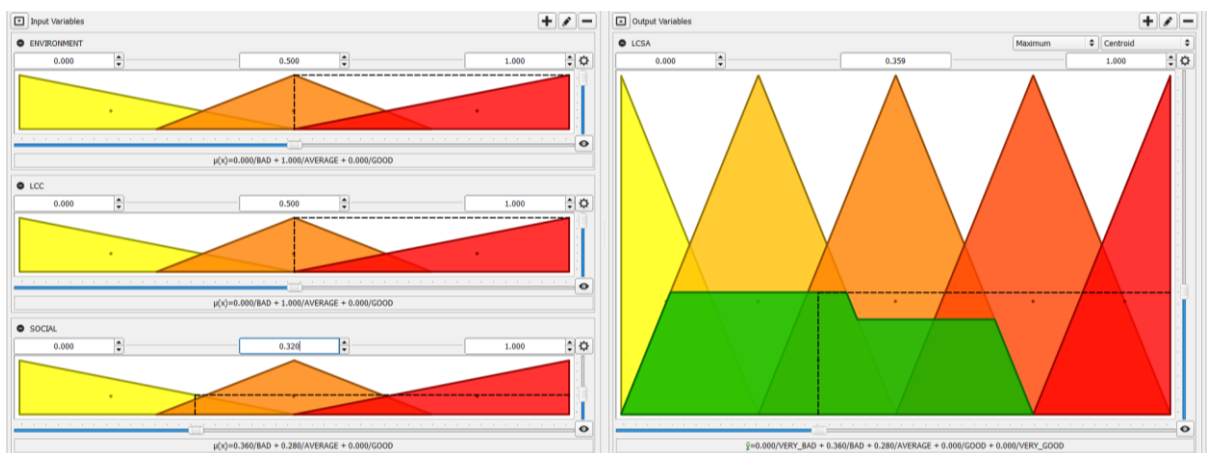 Input Variables
ENVIRONMENT
0.000 0.500 1.000
μ(x)=0.000/BAD + 1.000/AVERAGE + 0.000/GOOD
LCC
0.000 0.500 1.000
μ(x)=0.000/BAD + 1.000/AVERAGE + 0.000/GOOD
SOCIAL
0.000 0.320 1.000
μ(x)=0.360/BAD + 0.280/AVERAGE + 0.000/GOOD
Output Variables
LCSA Maximum Centroid
0.000 0.359 1.000
ỹ=0.000/VERY_BAD + 0.360/BAD + 0.280/AVERAGE + 0.000/GOOD + 0.000/VERY_GOOD